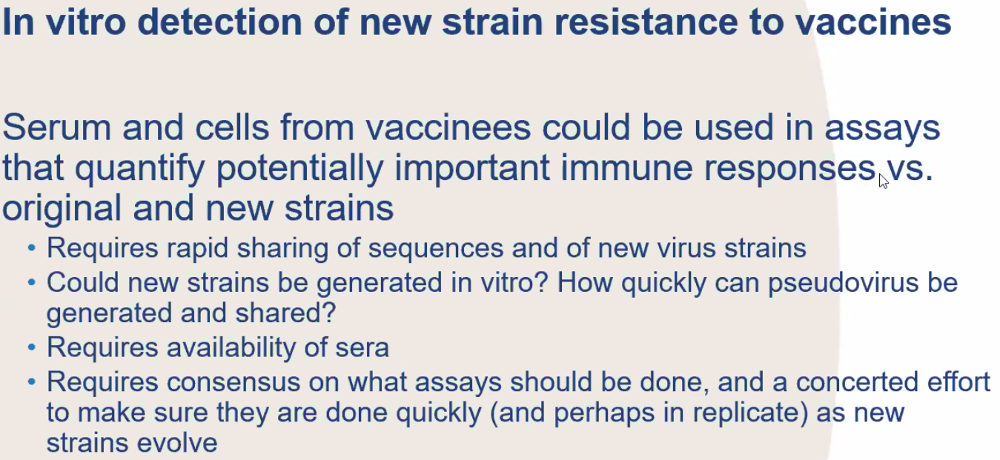 In vitro detection of new strain resistance to vaccines
Serum and cells from vaccinees could be used in assays
that quantify potentially important immune responses vs.
original and new strains
• Requires rapid sharing of sequences and of new virus strains
• Could new strains be generated in vitro? How quickly can pseudovirus be
generated and shared?
• Requires availability of sera
• Requires consensus on what assays should be done, and a concerted effort
to make sure they are done quickly (and perhaps in replicate) as new
strains evolve